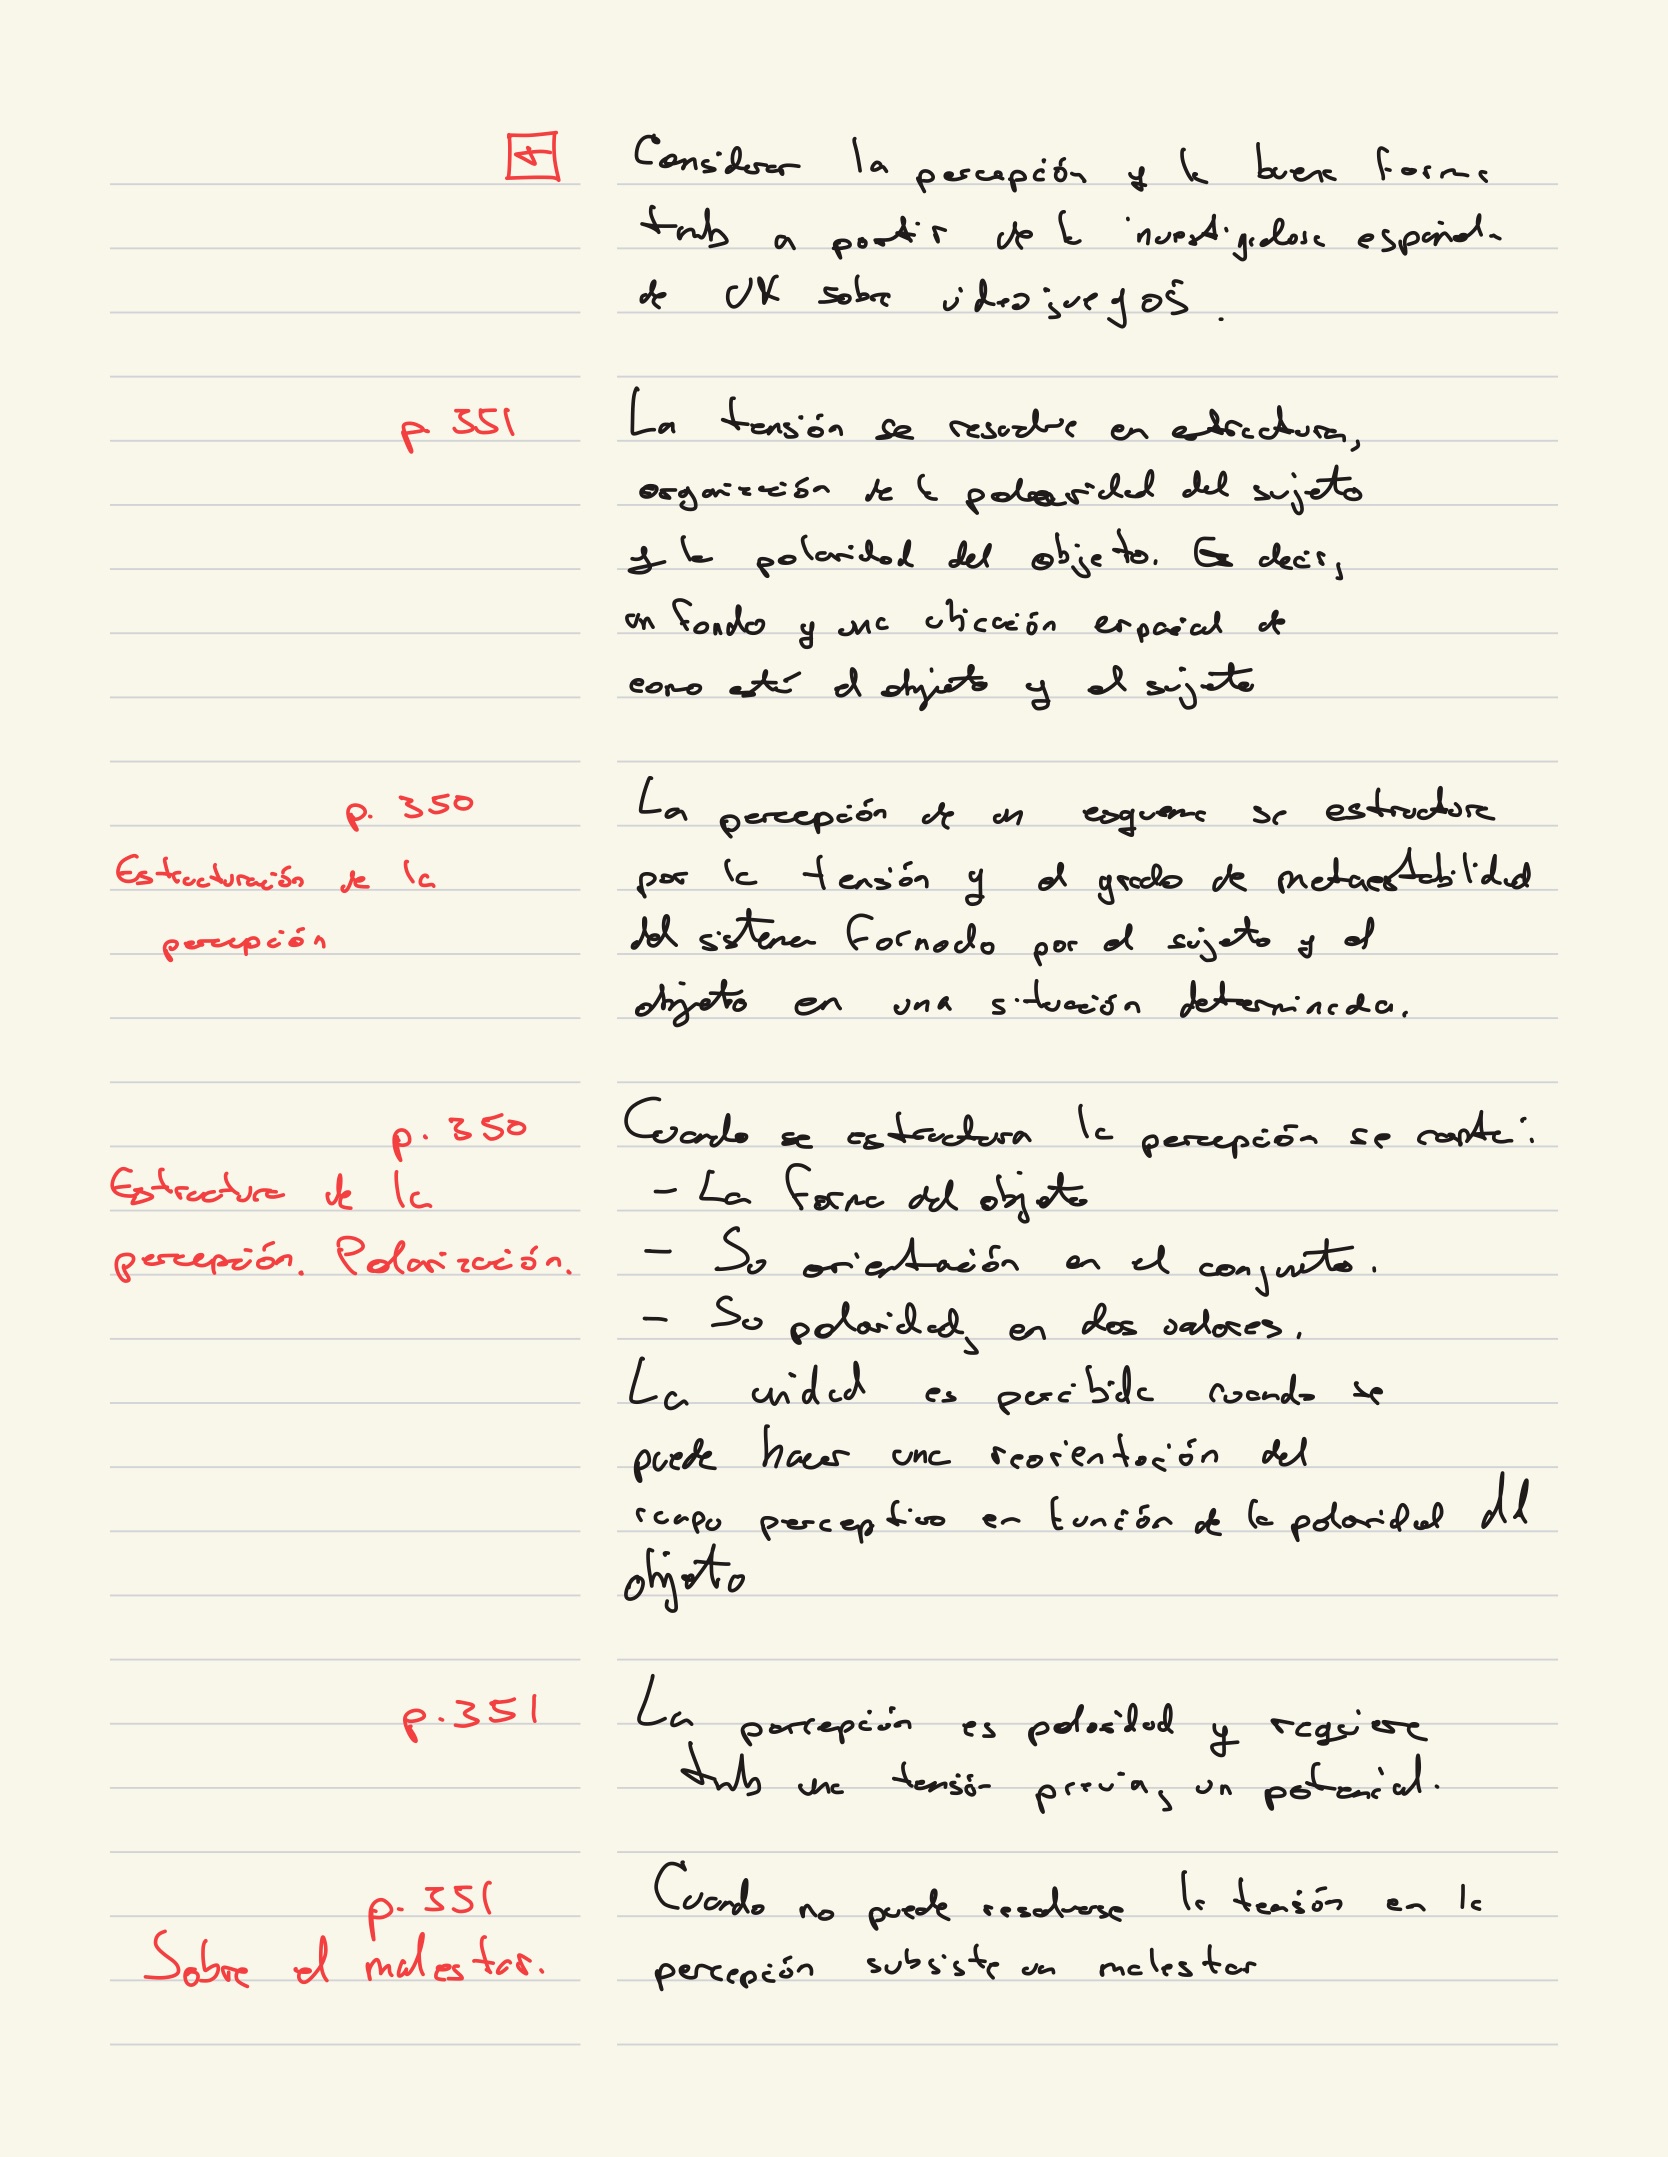 Considerar la percepción y la buena forma
tanto a partir de la investigadora española
de UK sobre videojuegos.
p 351
La tensión se resuelve en estructura,
organización de la polaridad del sujeto
y la polaridad del objeto. Es decir,
un fondo y una ubicación espacial de
como está el objeto y el sujeto
p. 350
La percepción de un esquema se estructura
Estructuración de la
por la tensión y el grado de metaestabilidad
percepción
del sistema formado por el sujeto y el
objeto en una situación determinada.
p. 350
Cuando se estructura la percepción se capta:
Estructura de la
- La forma del objeto
percepción. Polarización.
- Su orientación en el conjunto.
- Su polaridad, en dos valores.
La unidad es percibida cuando se
puede hacer una reorientación del
campo perceptivo en función de la polaridad del
objeto
p. 351
La percepción es polaridad y requiere
tanto una tensión previa, un potencial.
p. 351
Cuando no puede resolverse la tensión en la
Sobre el malestar.
percepción subsiste un malestar